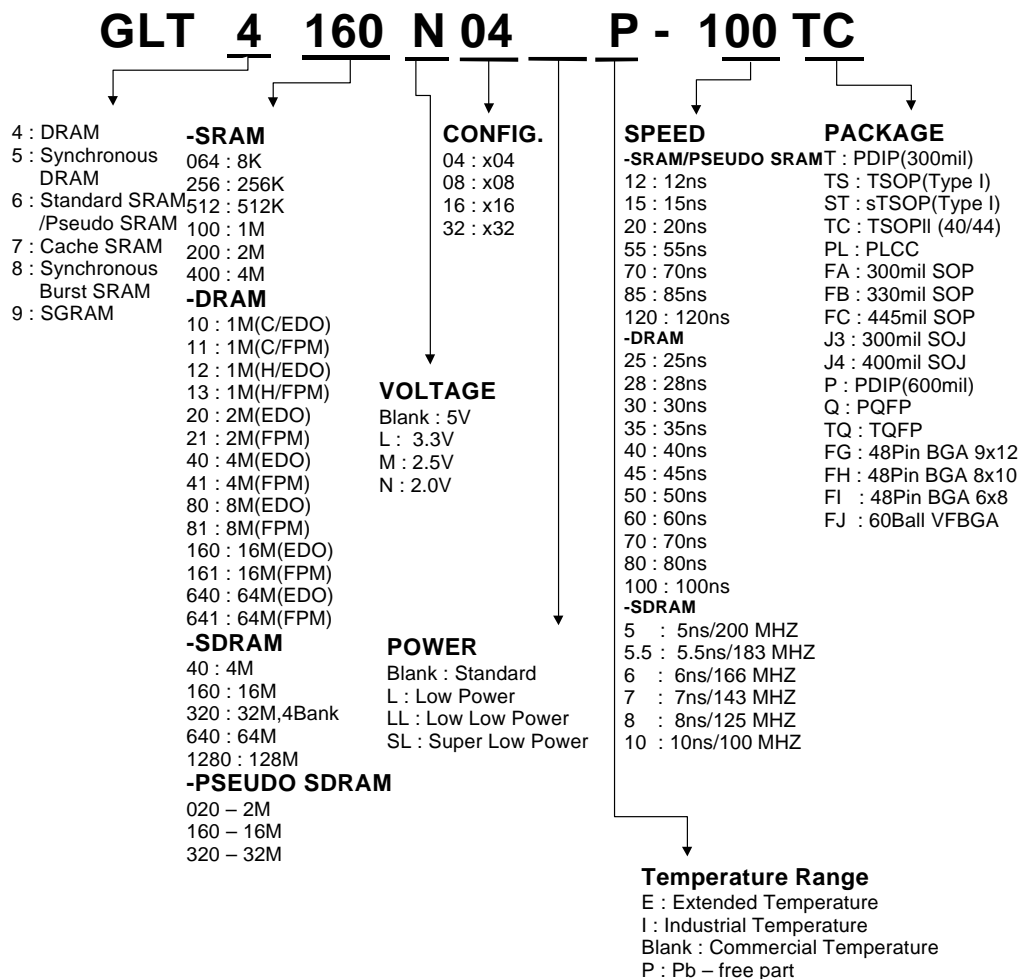 GLT 4 160 N 04 P - 100 TC
4 : DRAM
5 : Synchronous
DRAM
6 : Standard SRAM
/Pseudo SRAM
7 : Cache SRAM
8 : Synchronous
Burst SRAM
9 : SGRAM
-SRAM
064 : 8K
256 : 256K
512 : 512K
100 : 1M
200 : 2M
400 : 4M
-DRAM
10 : 1M(C/EDO)
11 : 1M(C/FPM)
12 : 1M(H/EDO)
13 : 1M(H/FPM)
20 : 2M(EDO)
21 : 2M(FPM)
40 : 4M(EDO)
41 : 4M(FPM)
80 : 8M(EDO)
81 : 8M(FPM)
160 : 16M(EDO)
161 : 16M(FPM)
640 : 64M(EDO)
641 : 64M(FPM)
-SDRAM
40 : 4M
160 : 16M
320 : 32M,4Bank
640 : 64M
1280 : 128M
-PSEUDO SDRAM
020 – 2M
160 – 16M
320 – 32M
VOLTAGE
Blank : 5V
L : 3.3V
M : 2.5V
N : 2.0V
CONFIG.
04 : x04
08 : x08
16 : x16
32 : x32
POWER
Blank : Standard
L : Low Power
LL : Low Low Power
SL : Super Low Power
SPEED
-SRAM/PSEUDO SRAM
12 : 12ns
15 : 15ns
20 : 20ns
55 : 55ns
70 : 70ns
85 : 85ns
120 : 120ns
-DRAM
25 : 25ns
28 : 28ns
30 : 30ns
35 : 35ns
40 : 40ns
45 : 45ns
50 : 50ns
60 : 60ns
70 : 70ns
80 : 80ns
100 : 100ns
-SDRAM
5 : 5ns/200 MHZ
5.5 : 5.5ns/183 MHZ
6 : 6ns/166 MHZ
7 : 7ns/143 MHZ
8 : 8ns/125 MHZ
10 : 10ns/100 MHZ
PACKAGE
T : PDIP(300mil)
TS : TSOP(Type I)
ST : sTSOP(Type I)
TC : TSOPll (40/44)
PL : PLCC
FA : 300mil SOP
FB : 330mil SOP
FC : 445mil SOP
J3 : 300mil SOJ
J4 : 400mil SOJ
P : PDIP(600mil)
Q : PQFP
TQ : TQFP
FG : 48Pin BGA 9x12
FH : 48Pin BGA 8x10
FI : 48Pin BGA 6x8
FJ : 60Ball VFBGA
Temperature Range
E : Extended Temperature
I : Industrial Temperature
Blank : Commercial Temperature
P : Pb – free part